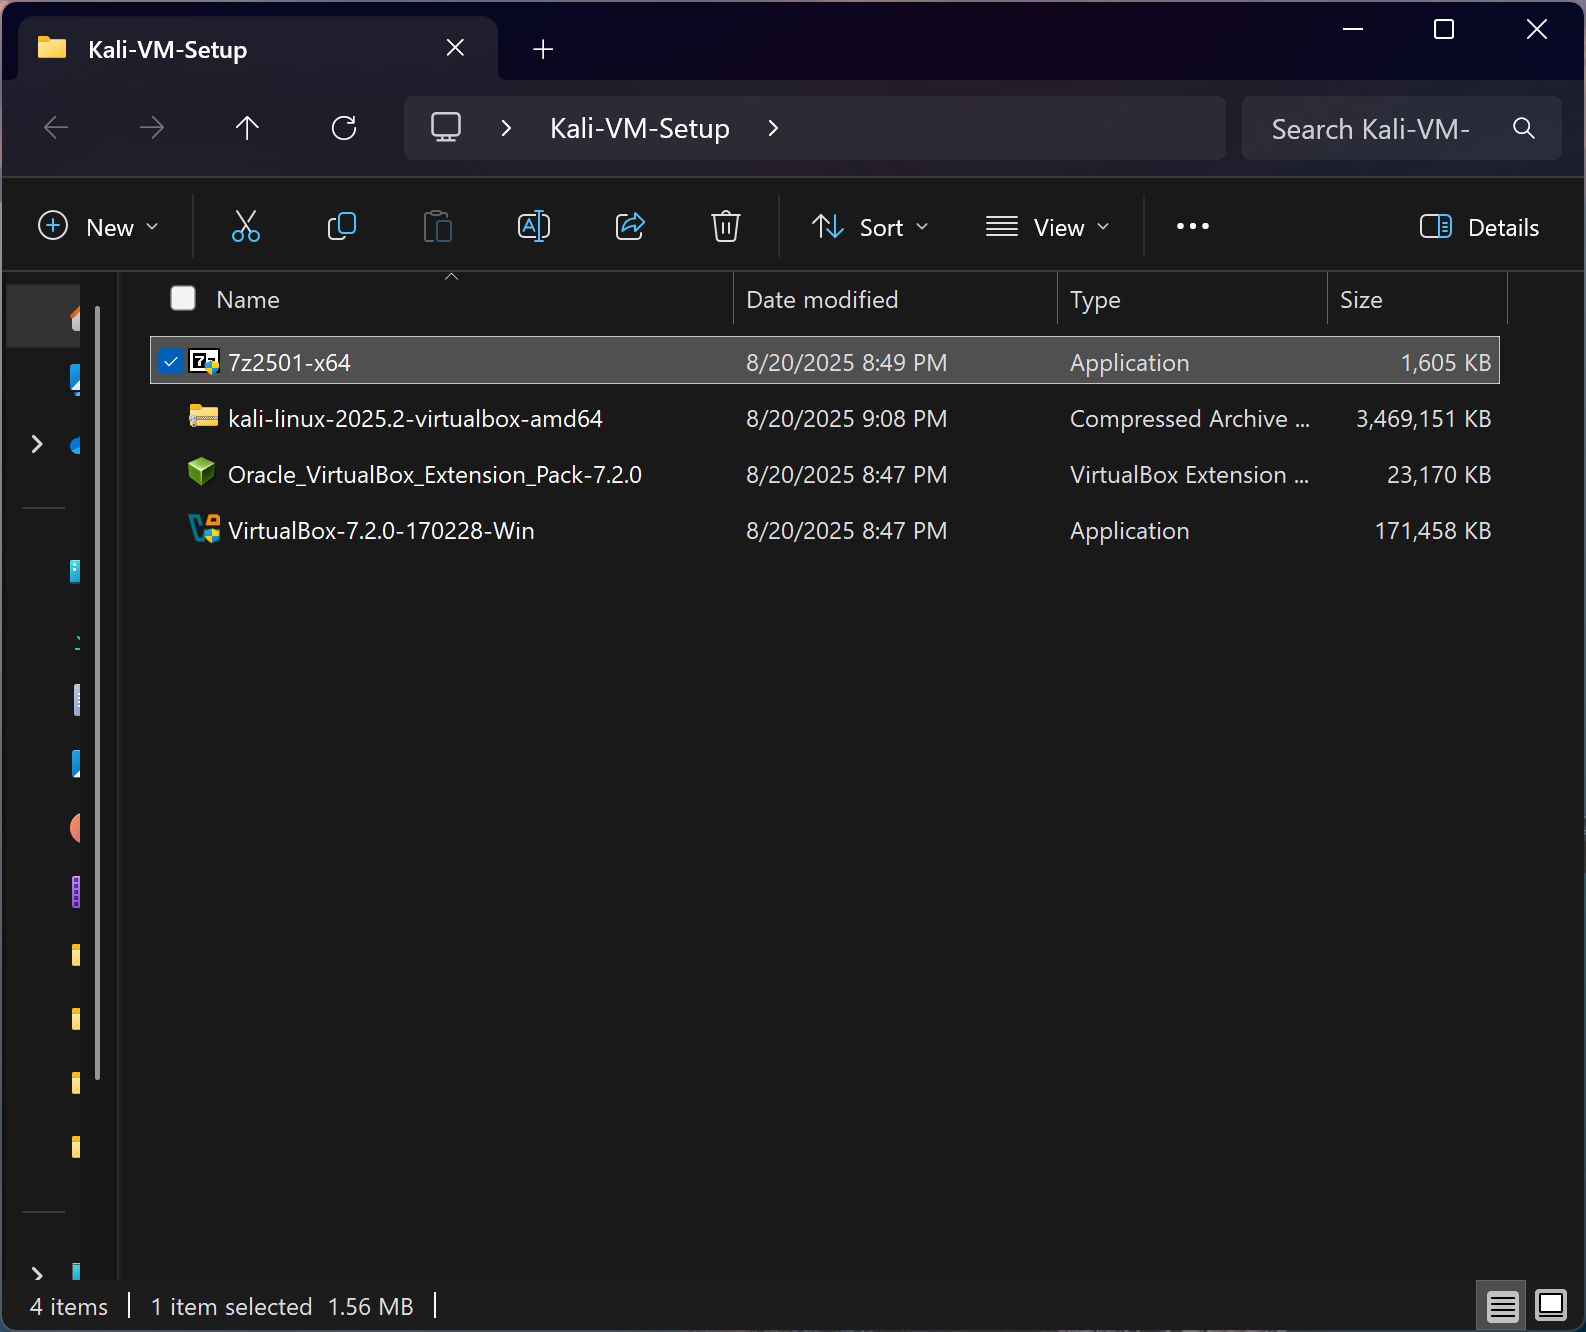 Kali-VM-Setup
Kali-VM-Setup
Search Kali-VM-
New
Sort
View
Details
Name Date modified Type Size
7z2501-x64 8/20/2025 8:49 PM Application 1,605 KB
kali-linux-2025.2-virtualbox-amd64 8/20/2025 9:08 PM Compressed Archive ... 3,469,151 KB
Oracle_VirtualBox_Extension_Pack-7.2.0 8/20/2025 8:47 PM VirtualBox Extension ... 23,170 KB
VirtualBox-7.2.0-170228-Win 8/20/2025 8:47 PM Application 171,458 KB
4 items 1 item selected 1.56 MB